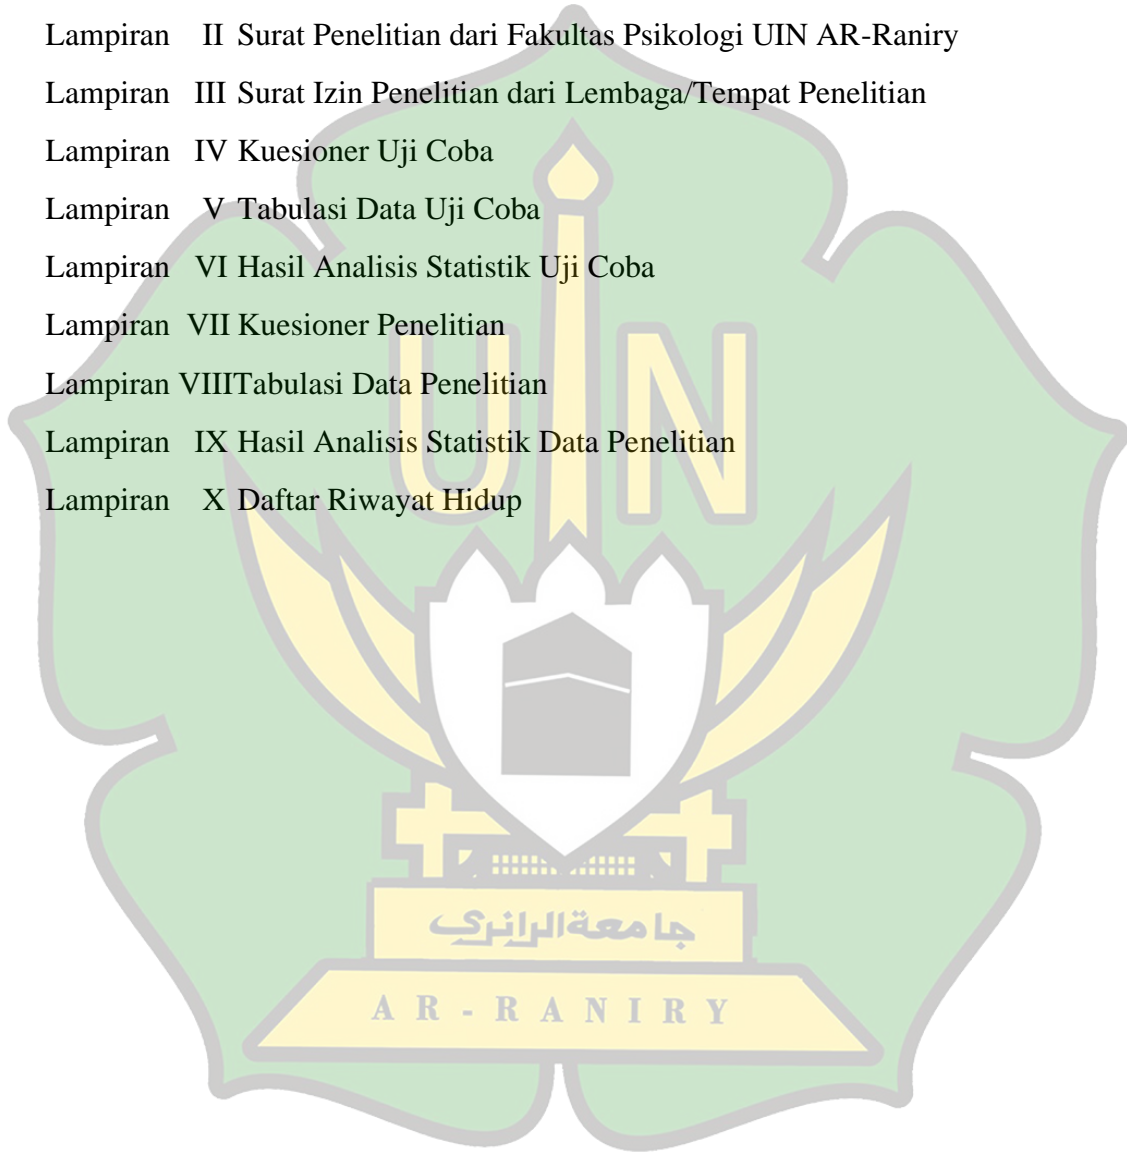 Lampiran II Surat Penelitian dari Fakultas Psikologi UIN AR-Raniry
Lampiran III Surat Izin Penelitian dari Lembaga/Tempat Penelitian
Lampiran IV Kuesioner Uji Coba
Lampiran V Tabulasi Data Uji Coba
Lampiran VI Hasil Analisis Statistik Uji Coba
Lampiran VII Kuesioner Penelitian
Lampiran VIIITabulasi Data Penelitian
Lampiran IX Hasil Analisis Statistik Data Penelitian
Lampiran X Daftar Riwayat Hidup
UIN
جامعة الرانري
AR-RANIRY